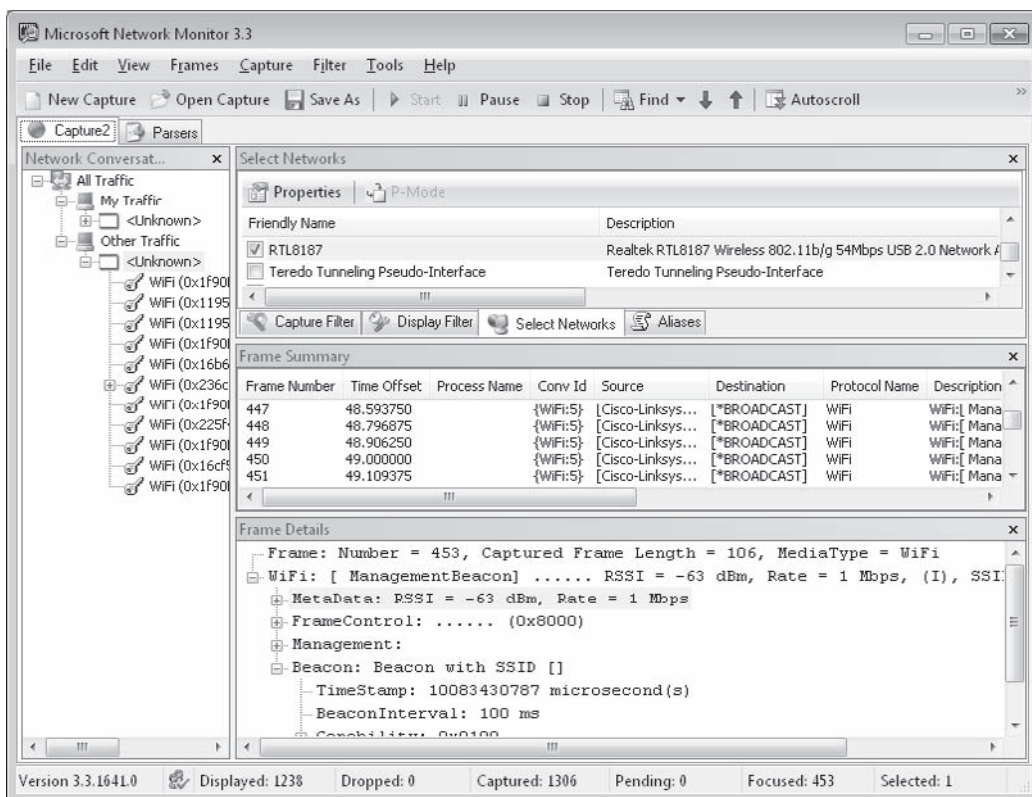 Microsoft Network Monitor 3.3
File Edit View Frames Capture Filter Tools Help
New Capture Open Capture Save As Start Pause Stop Find Autoscroll
Capture2 Parsers
Network Conversat...
All Traffic
My Traffic
<Unknown>
Other Traffic
<Unknown>
WiFi (0x1f90
WiFi (0x1195
WiFi (0x1195
WiFi (0x1f90
WiFi (0x16b6
WiFi (0x236c
WiFi (0x1f90
WiFi (0x225f
WiFi (0x1f90
WiFi (0x16cf
WiFi (0x1f90
Select Networks
Properties P-Mode
Friendly Name Description
RTL8187 Realtek RTL8187 Wireless 802.11b/g 54Mbps USB 2.0 Network
Teredo Tunneling Pseudo-Interface Teredo Tunneling Pseudo-Interface
Capture Filter Display Filter Select Networks Aliases
Frame Summary
Frame Number Time Offset Process Name Conv Id Source Destination Protocol Name Description
447 48.593750 {WiFi:5} [Cisco-Linksys... [*BROADCAST] WiFi WiFi:[ Mana
448 48.796875 {WiFi:5} [Cisco-Linksys... [*BROADCAST] WiFi WiFi:[ Mana
449 48.906250 {WiFi:5} [Cisco-Linksys... [*BROADCAST] WiFi WiFi:[ Mana
450 49.000000 {WiFi:5} [Cisco-Linksys... [*BROADCAST] WiFi WiFi:[ Mana
451 49.109375 {WiFi:5} [Cisco-Linksys... [*BROADCAST] WiFi WiFi:[ Mana
Frame Details
Frame: Number = 453, Captured Frame Length = 106, MediaType = WiFi
WiFi: [ ManagementBeacon] ...... RSSI = -63 dBm, Rate = 1 Mbps, (I), SSI
MetaData: RSSI = -63 dBm, Rate = 1 Mbps
FrameControl: ...... (0x8000)
Management:
Beacon: Beacon with SSID []
TimeStamp: 10083430787 microsecond(s)
BeaconInterval: 100 ms
Version 3.3.1641.0 Displayed: 1238 Dropped: 0 Captured: 1306 Pending: 0 Focused: 453 Selected: 1